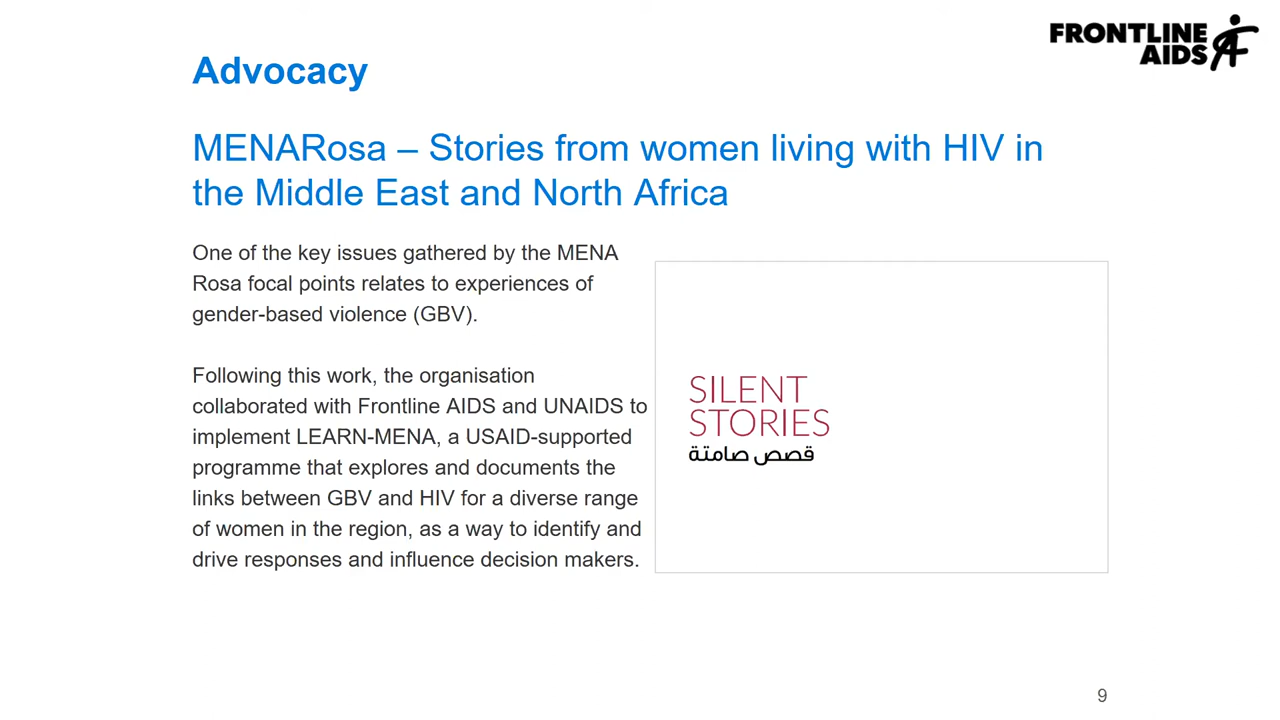 FRONTLINE
AIDS
Advocacy
MENARosa – Stories from women living with HIV in
the Middle East and North Africa
One of the key issues gathered by the MENA
Rosa focal points relates to experiences of
gender-based violence (GBV).
Following this work, the organisation
collaborated with Frontline AIDS and UNAIDS to
implement LEARN-MENA, a USAID-supported
programme that explores and documents the
links between GBV and HIV for a diverse range
of women in the region, as a way to identify and
drive responses and influence decision makers.
SILENT
STORIES
قصص صامتة
9